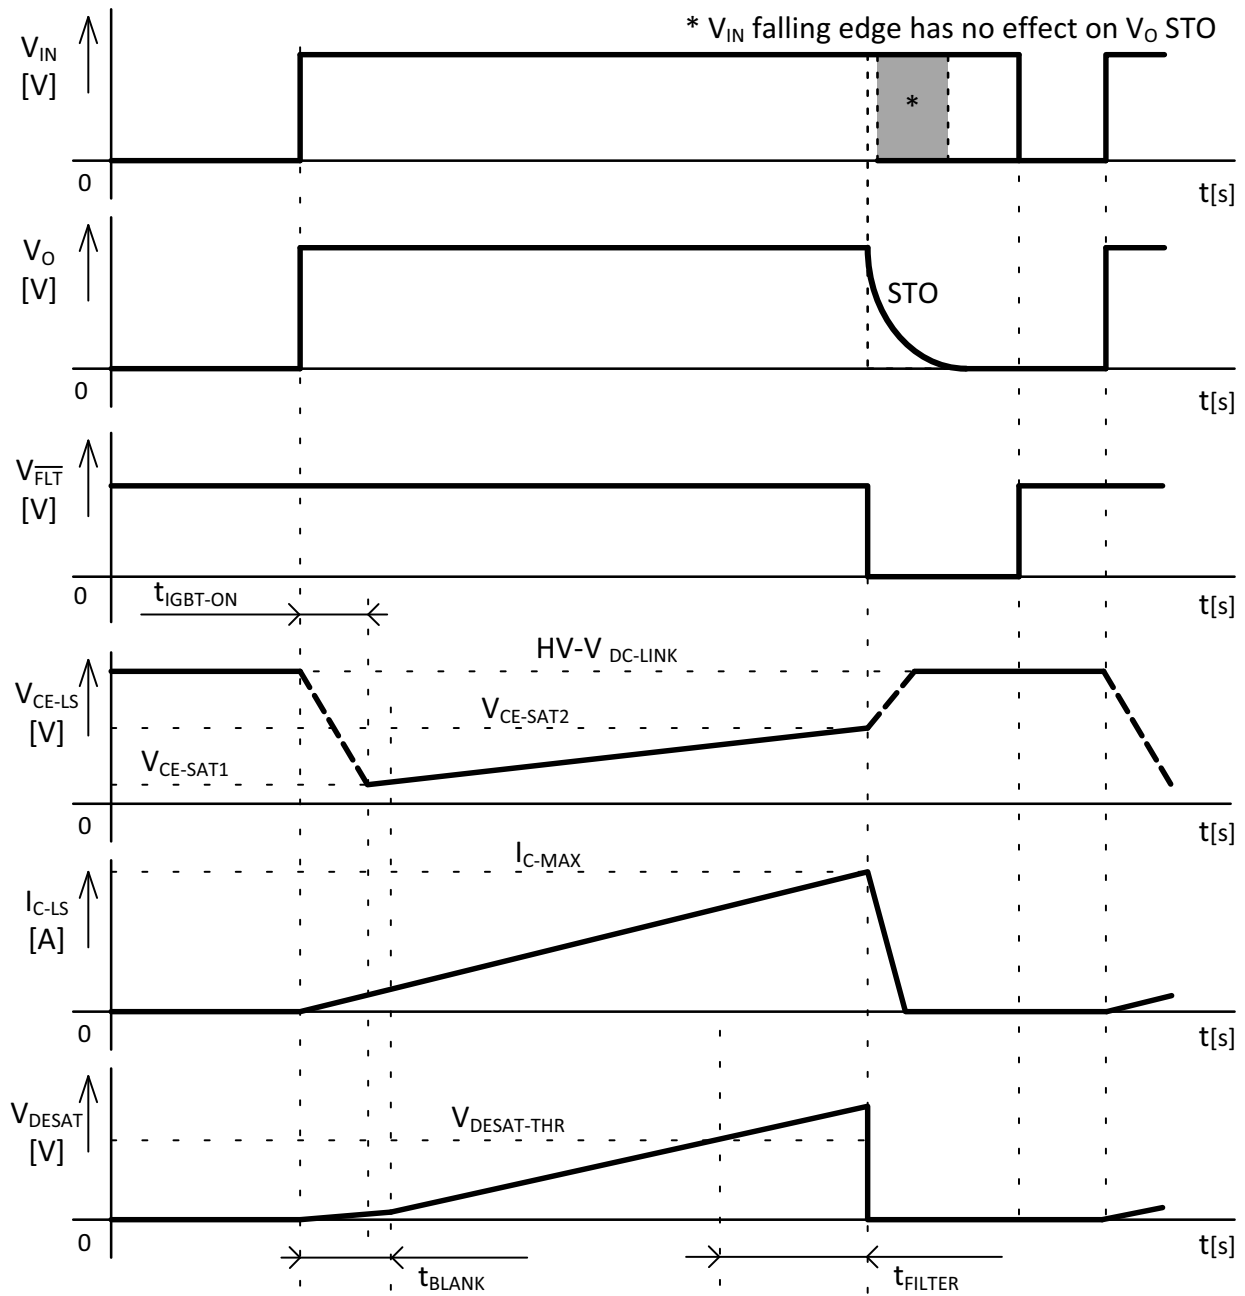 * V_IN falling edge has no effect on V_O STO
V_IN
[V]
*
0
t[s]
V_O
[V]
STO
0
t[s]
V_F̅L̅T̅
[V]
0
t[s]
t_IGBT-ON
HV-V_DC-LINK
V_CE-LS
[V]
V_CE-SAT2
V_CE-SAT1
0
t[s]
I_C-MAX
I_C-LS
[A]
0
t[s]
V_DESAT
[V]
V_DESAT-THR
0
t[s]
t_BLANK
t_FILTER